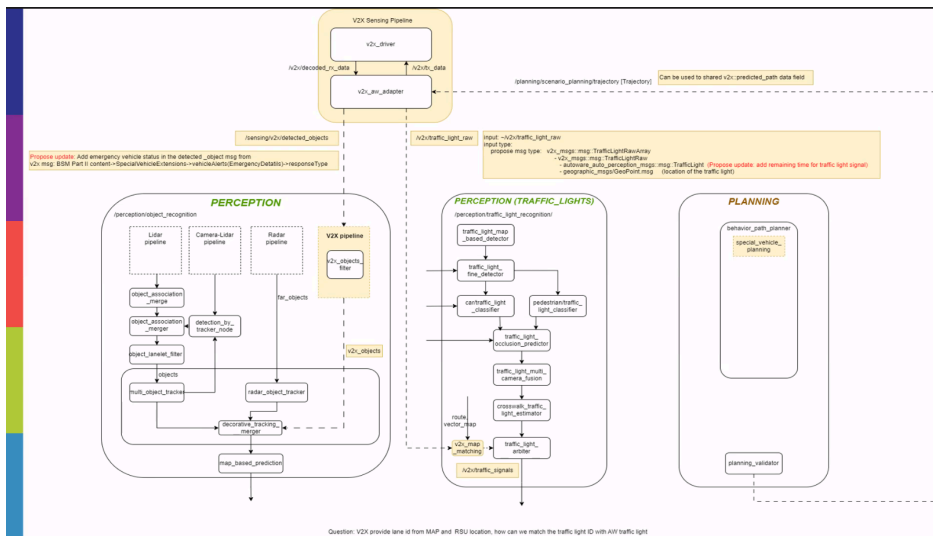 V2X Sensing Pipeline
v2x_driver
/v2x/decoded_rx_data
/v2x/tx_data
v2x_aw_adapter
/planning/scenario_planning/trajectory [Trajectory]
Can be used to shared v2x::predicted_path data field
/sensing/v2x/detected_objects
/v2x/traffic_light_raw
Propose update: Add emergency vehicle status in the detected _object msg from
v2x msg: BSM Part II content->SpecialVehicleExtensions->vehicleAlerts(EmergencyDetatils)->responseType
input: ~/v2x/traffic_light_raw
input type:
propose msg type: v2x_msgs::msg::TrafficLightRawArray
- v2x_msgs::msg::TrafficLightRaw
- autoware_auto_perception_msgs::msg::TrafficLight (Propose update: add remaining time for traffic light signal)
- geographic_msgs/GeoPoint.msg (location of the traffic light)
PERCEPTION
/perception/object_recognition
Lidar
pipeline
Camera-Lidar
pipeline
Radar
pipeline
V2X pipeline
v2x_objects_
filter
object_association
_merge
far_objects
object_association
_merger
detection_by_
tracker_node
object_lanelet_filter
v2x_objects
objects
multi_object_tracker
radar_object_tracker
decorative_tracking_
merger
map_based_prediction
PERCEPTION (TRAFFIC_LIGHTS)
/perception/traffic_light_recognition/
traffic_light_map
_based_detector
traffic_light_
fine_detector
car/traffic_light
_classifier
pedestrian/traffic_
light_classifier
traffic_light_
occlusion_predictor
traffic_light_multi_
camera_fusion
crosswalk_traffic_
light_estimator
route,
vector_map
v2x_map
_matching
traffic_light_
arbiter
/v2x/traffic_signals
PLANNING
behavior_path_planner
special_vehicle_
planning
planning_validator
Question: V2X provide lane id from MAP and RSU location, how can we match the traffic light ID with AW traffic light